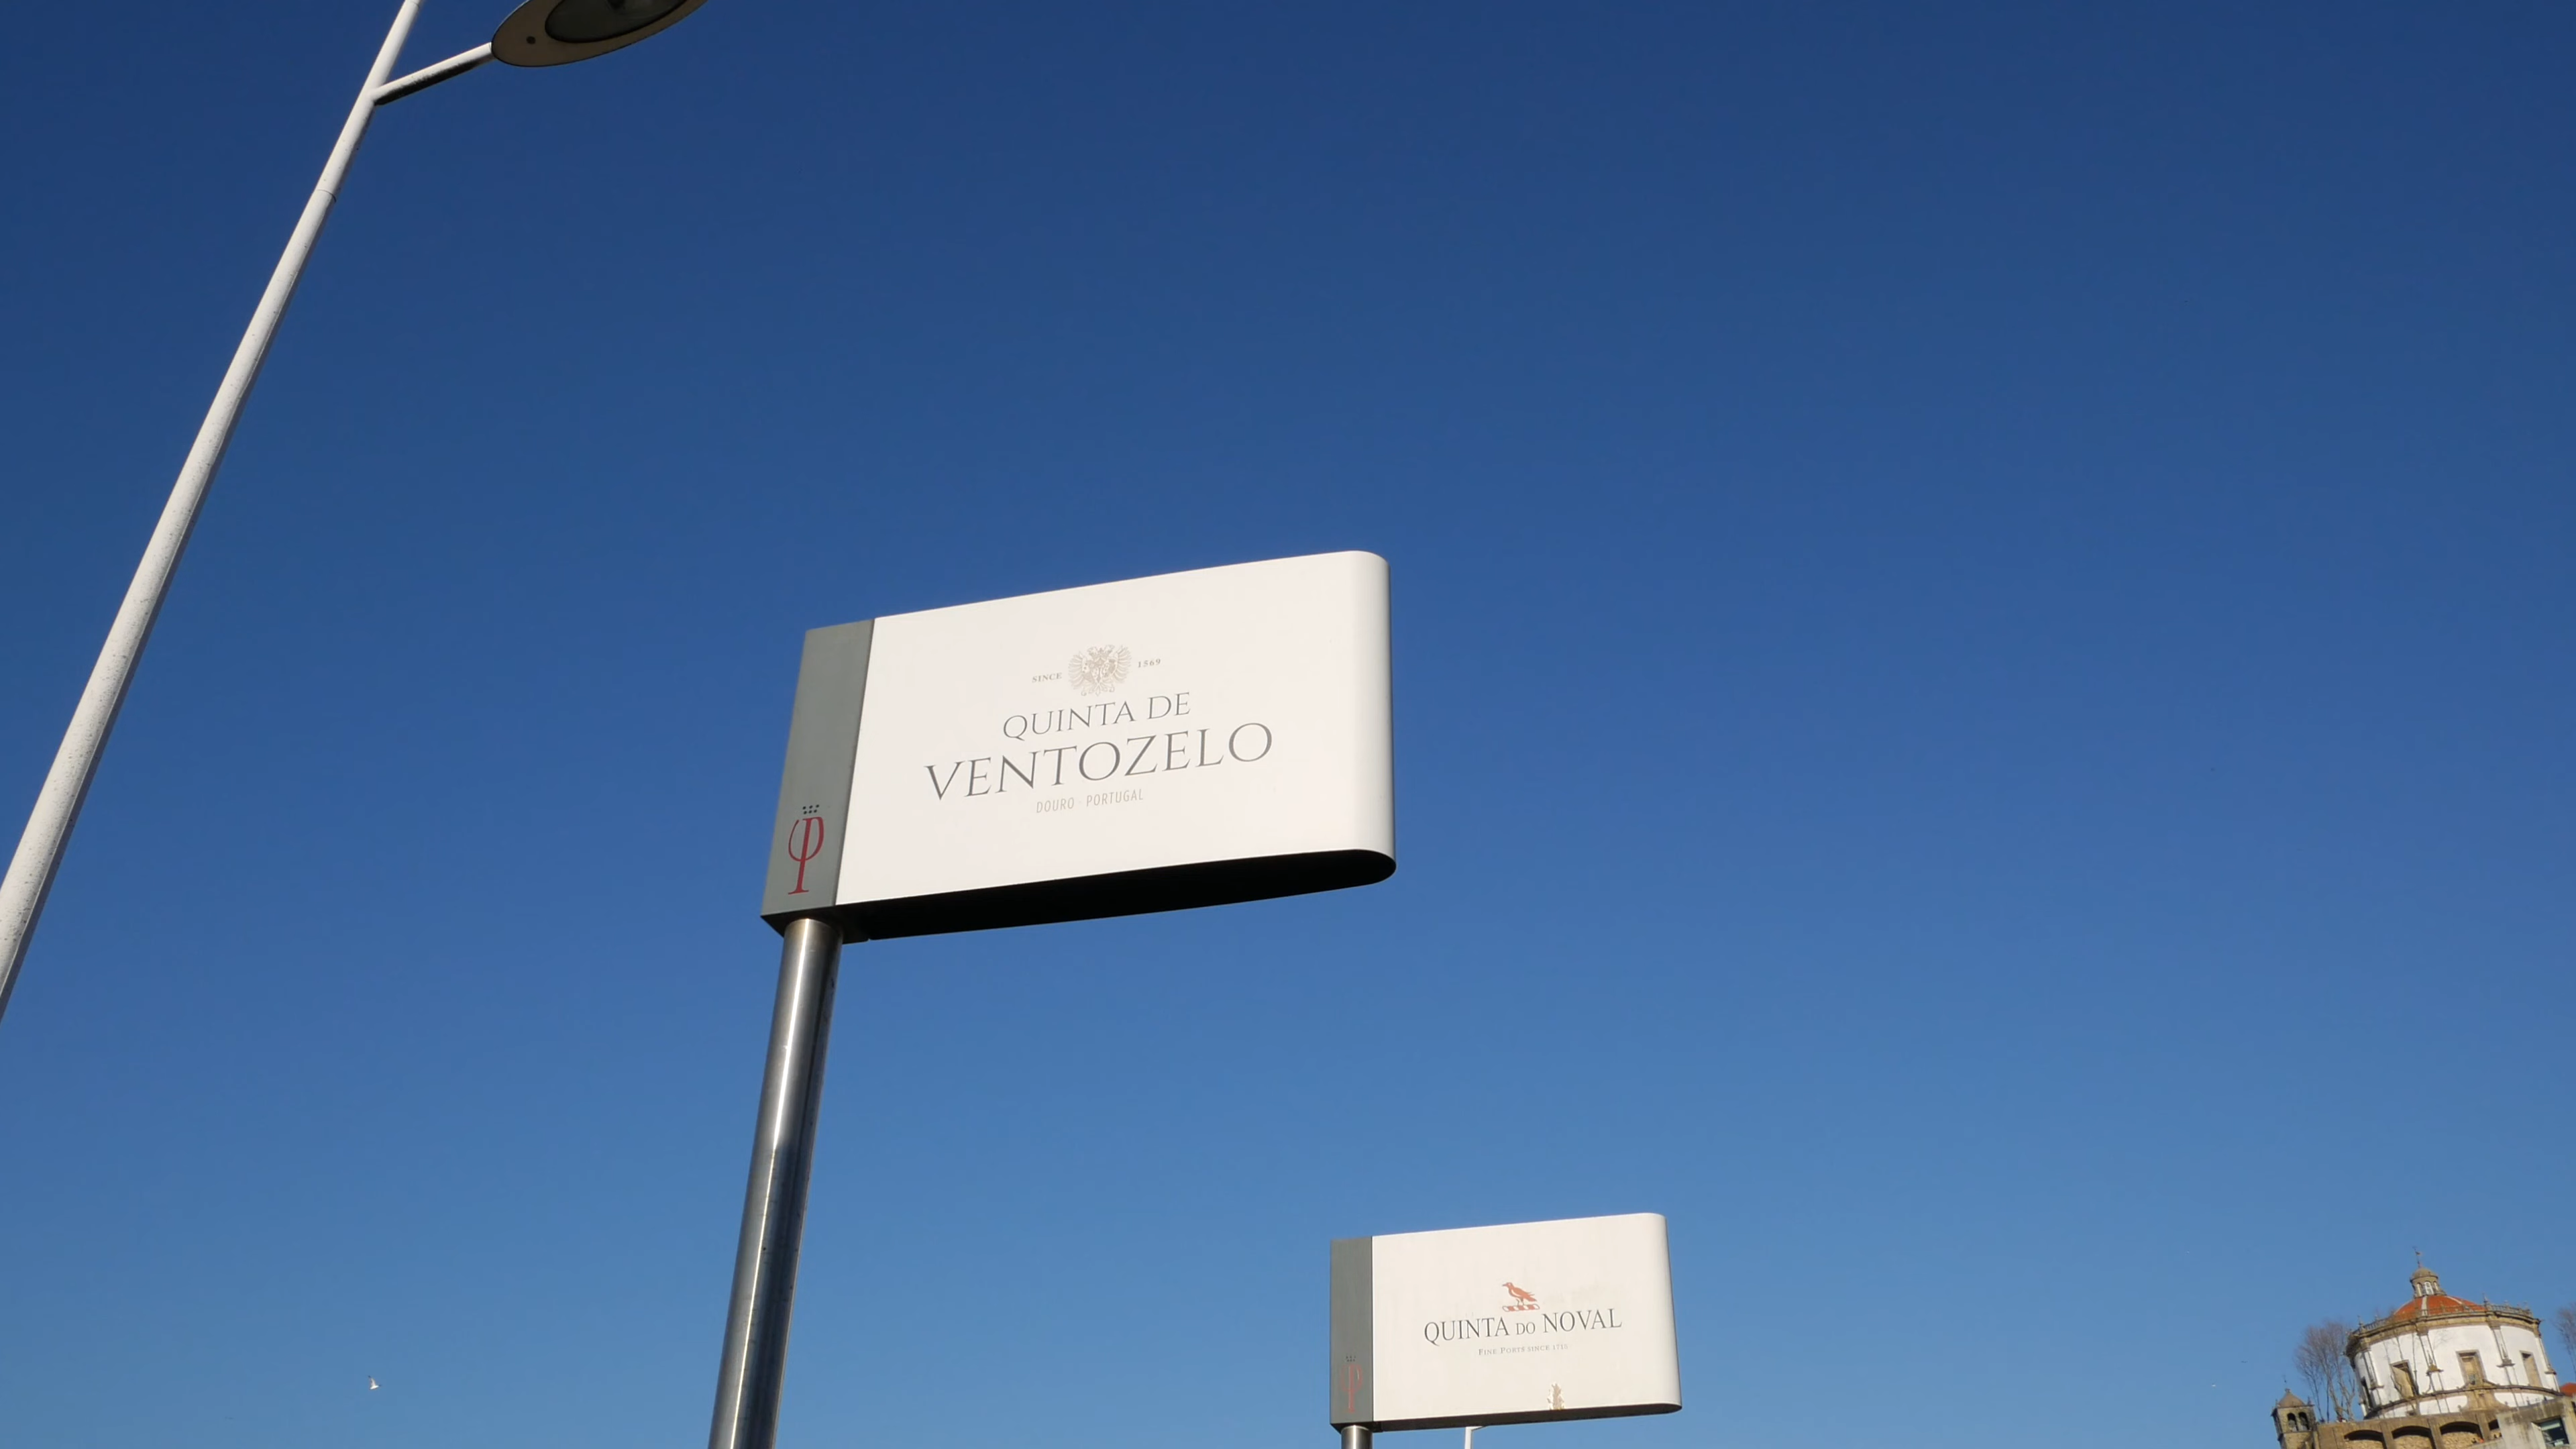 SINCE 1569
QUINTA DE
VENTOZELO
DOURO - PORTUGAL
QUINTA DO NOVAL
FINE PORTS SINCE 1715